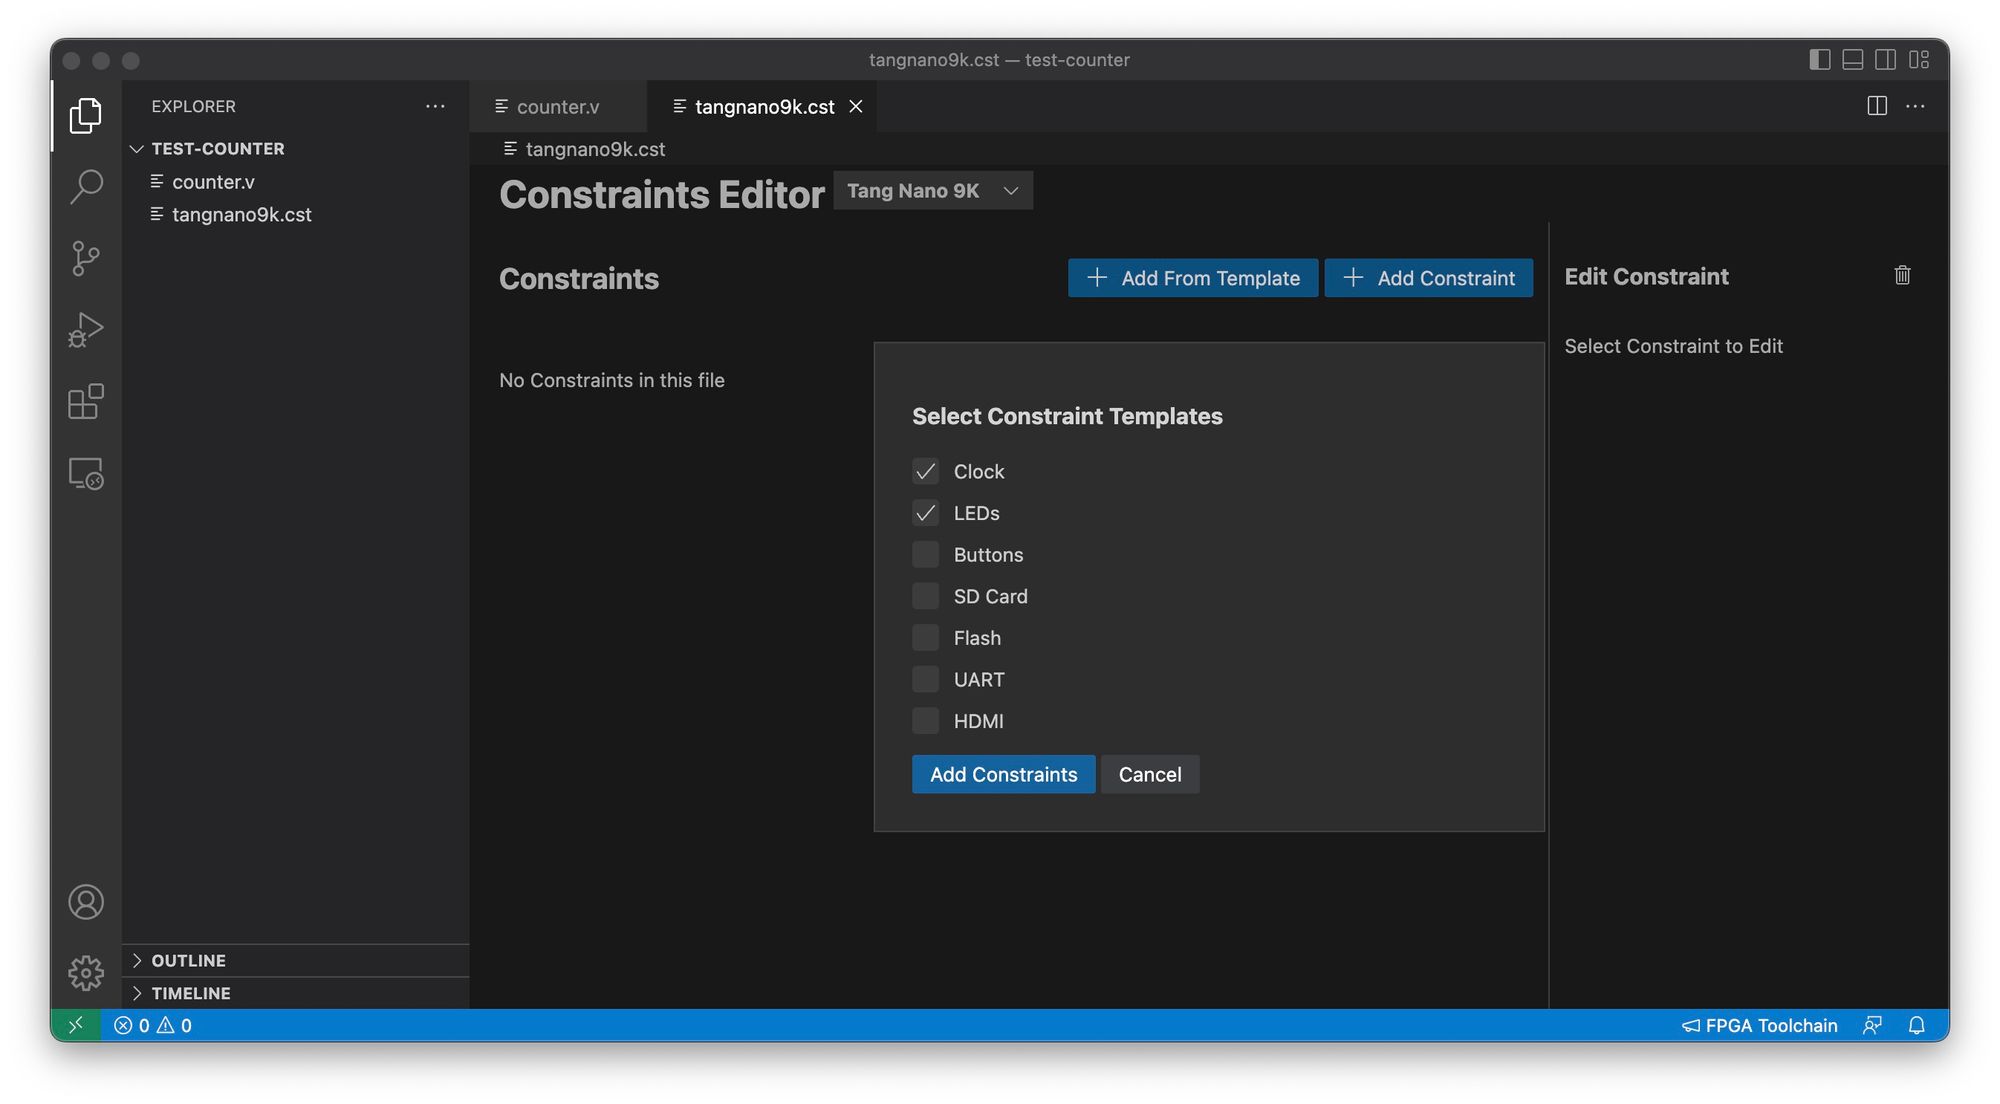 tangnano9k.cst — test-counter
EXPLORER
counter.v
tangnano9k.cst
TEST-COUNTER
tangnano9k.cst
counter.v
tangnano9k.cst
Constraints Editor
Tang Nano 9K
Constraints
Add From Template
Add Constraint
Edit Constraint
No Constraints in this file
Select Constraint to Edit
Select Constraint Templates
Clock
LEDs
Buttons
SD Card
Flash
UART
HDMI
Add Constraints
Cancel
OUTLINE
TIMELINE
0
0
FPGA Toolchain